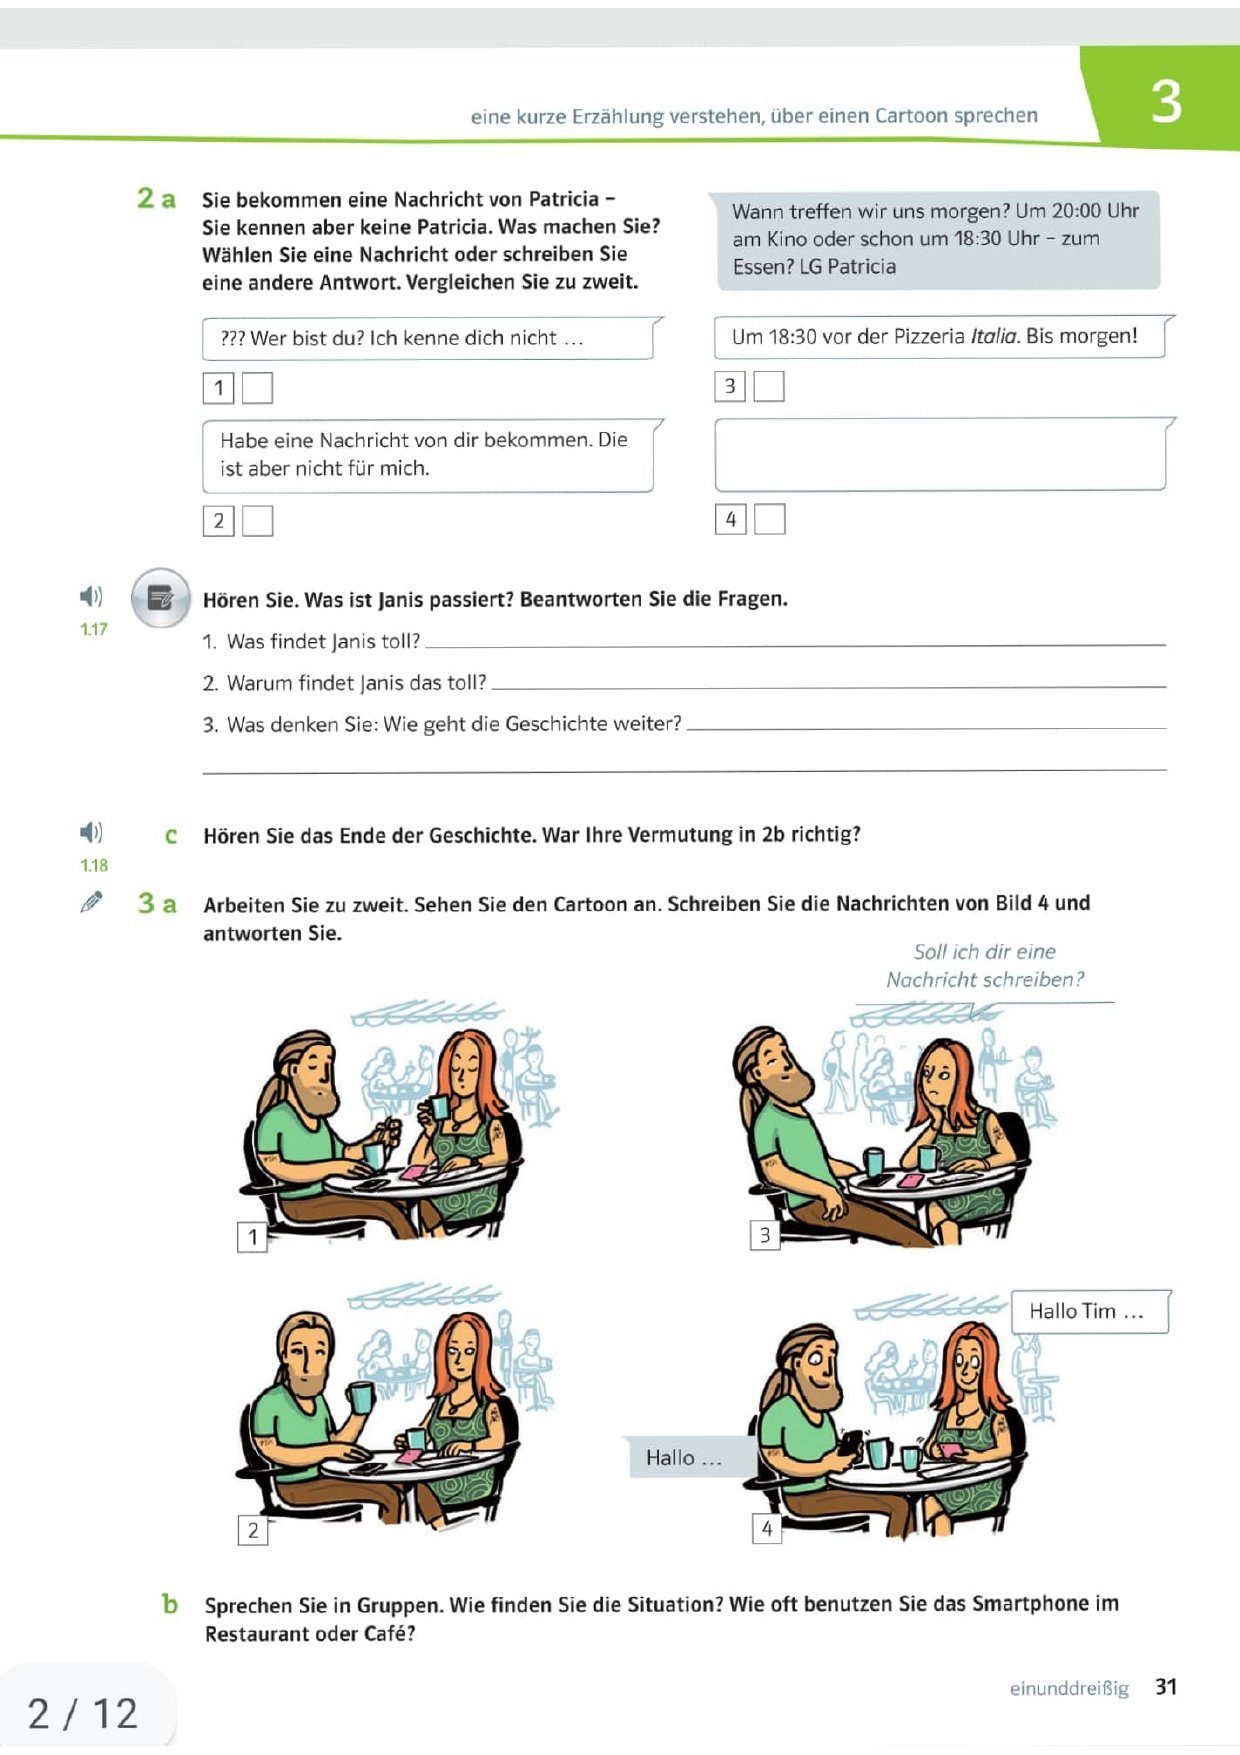 eine kurze Erzählung verstehen, über einen Cartoon sprechen
3
2 a
Sie bekommen eine Nachricht von Patricia –
Sie kennen aber keine Patricia. Was machen Sie?
Wählen Sie eine Nachricht oder schreiben Sie
eine andere Antwort. Vergleichen Sie zu zweit.
Wann treffen wir uns morgen? Um 20:00 Uhr
am Kino oder schon um 18:30 Uhr – zum
Essen? LG Patricia
??? Wer bist du? Ich kenne dich nicht ...
1
Um 18:30 vor der Pizzeria Italia. Bis morgen!
3
Habe eine Nachricht von dir bekommen. Die
ist aber nicht für mich.
2
4
1.17
Hören Sie. Was ist Janis passiert? Beantworten Sie die Fragen.
1. Was findet Janis toll?
2. Warum findet Janis das toll?
3. Was denken Sie: Wie geht die Geschichte weiter?
1.18
c Hören Sie das Ende der Geschichte. War Ihre Vermutung in 2b richtig?
3 a Arbeiten Sie zu zweit. Sehen Sie den Cartoon an. Schreiben Sie die Nachrichten von Bild 4 und
antworten Sie.
Soll ich dir eine
Nachricht schreiben?
1
3
Hallo Tim ...
Hallo ...
2
4
b Sprechen Sie in Gruppen. Wie finden Sie die Situation? Wie oft benutzen Sie das Smartphone im
Restaurant oder Café?
einunddreißig 31
2 / 12